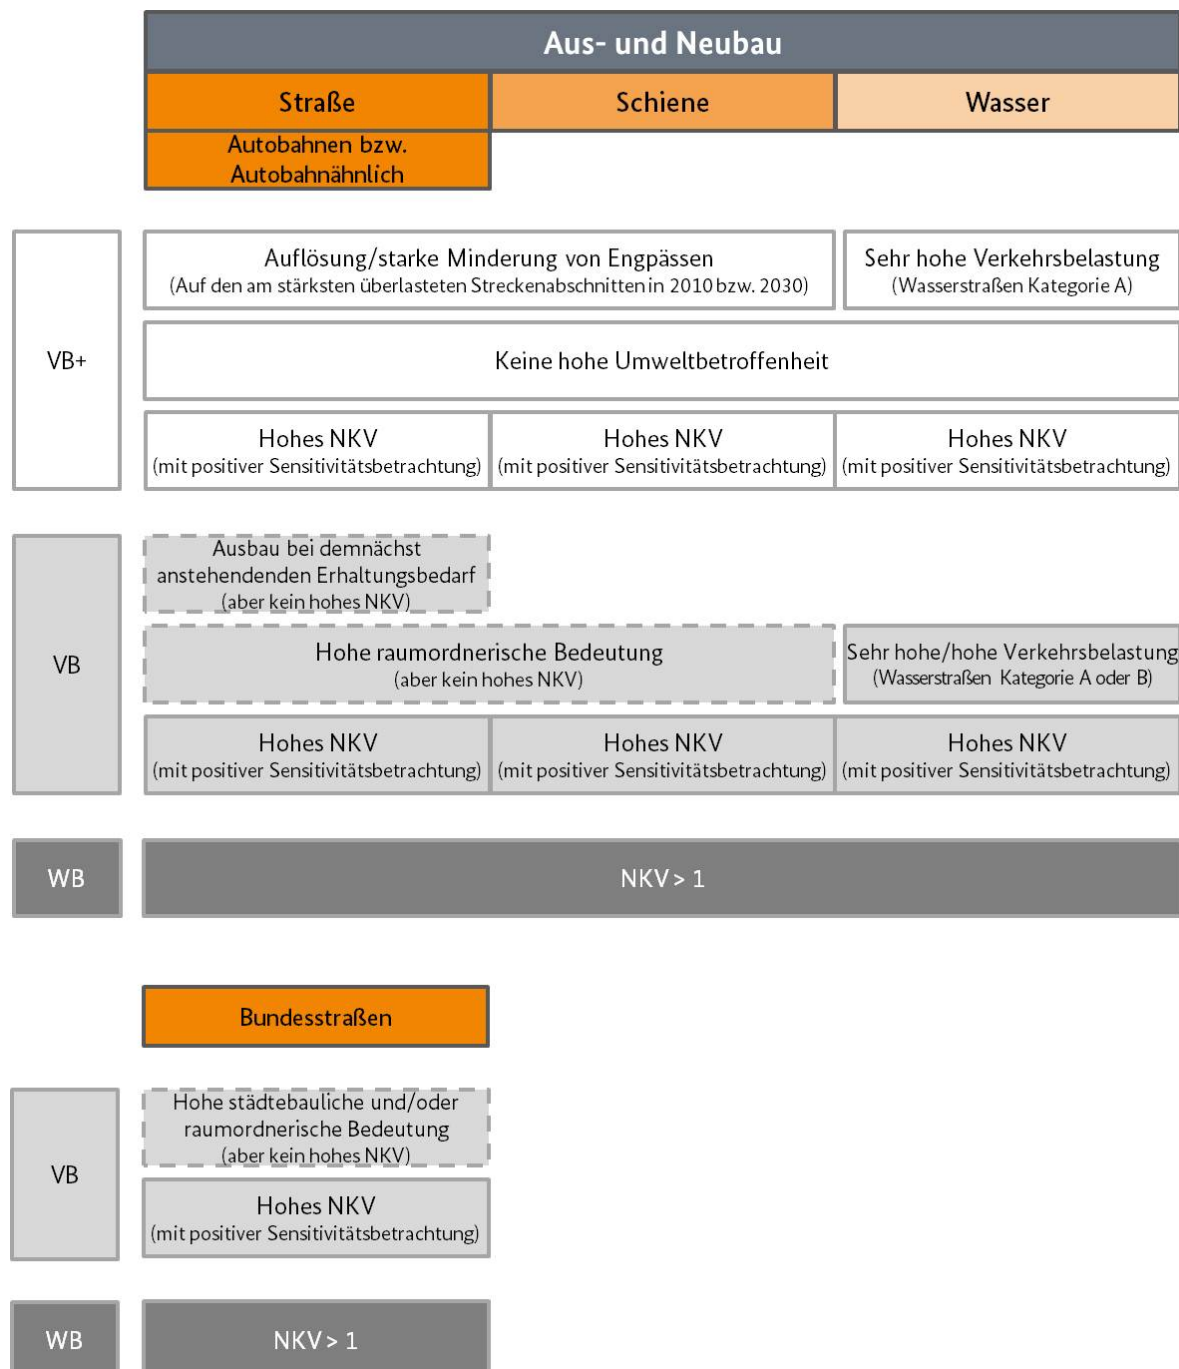 Aus- und Neubau
Straße
Schiene
Wasser
Autobahnen bzw.
Autobahnähnlich
VB+
Auflösung/starke Minderung von Engpässen
(Auf den am stärksten überlasteten Streckenabschnitten in 2010 bzw. 2030)
Sehr hohe Verkehrsbelastung
(Wasserstraßen Kategorie A)
Keine hohe Umweltbetroffenheit
Hohes NKV
(mit positiver Sensitivitätsbetrachtung)
Hohes NKV
(mit positiver Sensitivitätsbetrachtung)
Hohes NKV
(mit positiver Sensitivitätsbetrachtung)
VB
Ausbau bei demnächst
anstehendenden Erhaltungsbedarf
(aber kein hohes NKV)
Hohe raumordnerische Bedeutung
(aber kein hohes NKV)
Sehr hohe/hohe Verkehrsbelastung
(Wasserstraßen Kategorie A oder B)
Hohes NKV
(mit positiver Sensitivitätsbetrachtung)
Hohes NKV
(mit positiver Sensitivitätsbetrachtung)
Hohes NKV
(mit positiver Sensitivitätsbetrachtung)
WB
NKV > 1
Bundesstraßen
VB
Hohe städtebauliche und/oder
raumordnerische Bedeutung
(aber kein hohes NKV)
Hohes NKV
(mit positiver Sensitivitätsbetrachtung)
WB
NKV > 1